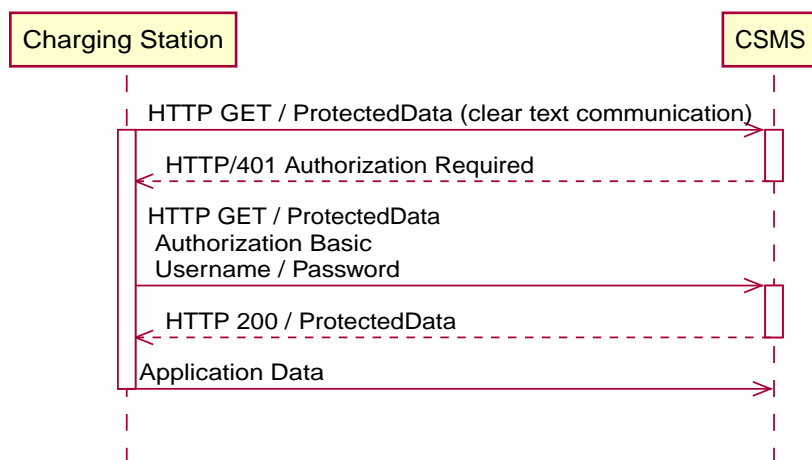 Charging Station
CSMS
HTTP GET / ProtectedData (clear text communication)
HTTP/401 Authorization Required
HTTP GET / ProtectedData
Authorization Basic
Username / Password
HTTP 200 / ProtectedData
Application Data